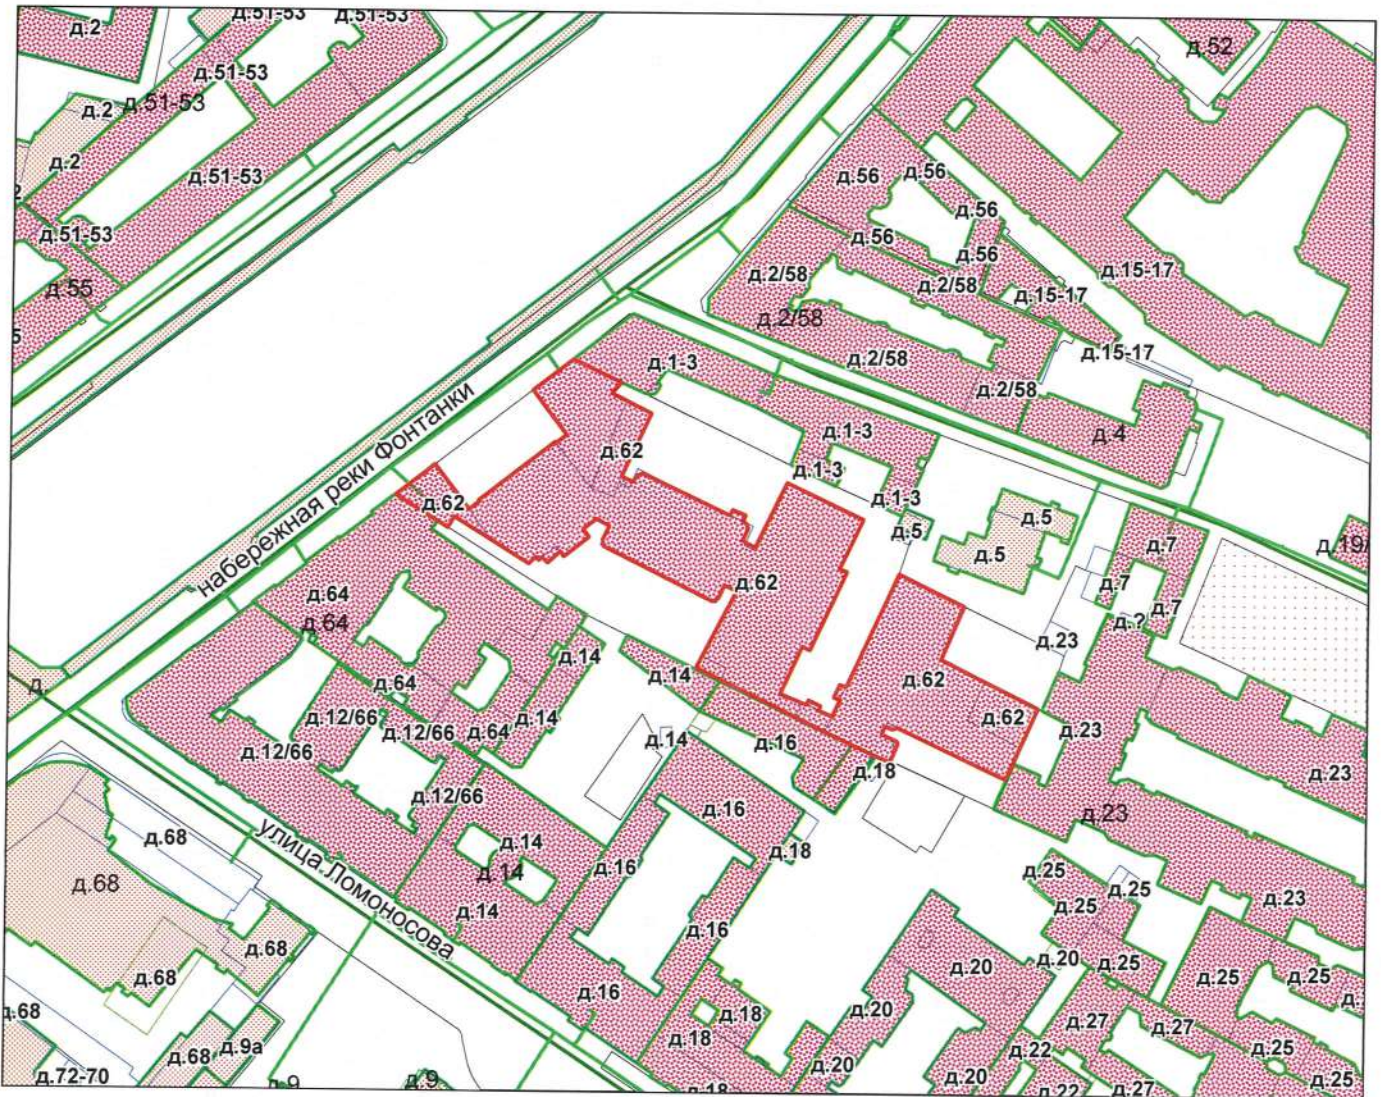 д.2
д.51-53
д.51-53
д.52
д.51-53
д.2
д.51-53
д.2
д.51-53
д.56
д.56
д.56
д.51-53
д.56
д.56
д.15-17
д.2/58
д.2/58
д.55
д.15-17
д.2/58
д.15-17
д.2/58
д.1-3
д.2/58
д.4
д.1-3
д.62
д.1-3
д.1-3
набережная реки Фонтанки
д.62
д.5
д.5
д.5
д.7
д.19/
д.62
д.7
д.7
д.?
д.64
д.64
д.23
д.14
д.14
д.64
д.62
д.62
д.12/66
д.12/66
д.64
д.14
д.14
д.16
д.23
д.12/66
д.18
д.23
д.12/66
д.68
улица Ломоносова
д.14
д.14
д.14
д.16
д.18
д.16
д.23
д.68
д.25
д.25
д.25
д.23
д.68
д.68
д.16
д.16
д.20
д.20
д.25
д.25
д.25
д.68
д.18
д.18
д.20
д.27
д.27
д.68
д.9а
д.20
д.20
д.22
д.25
д.25
д.72-70
д.9
д.9
д.18
д.22
д.27